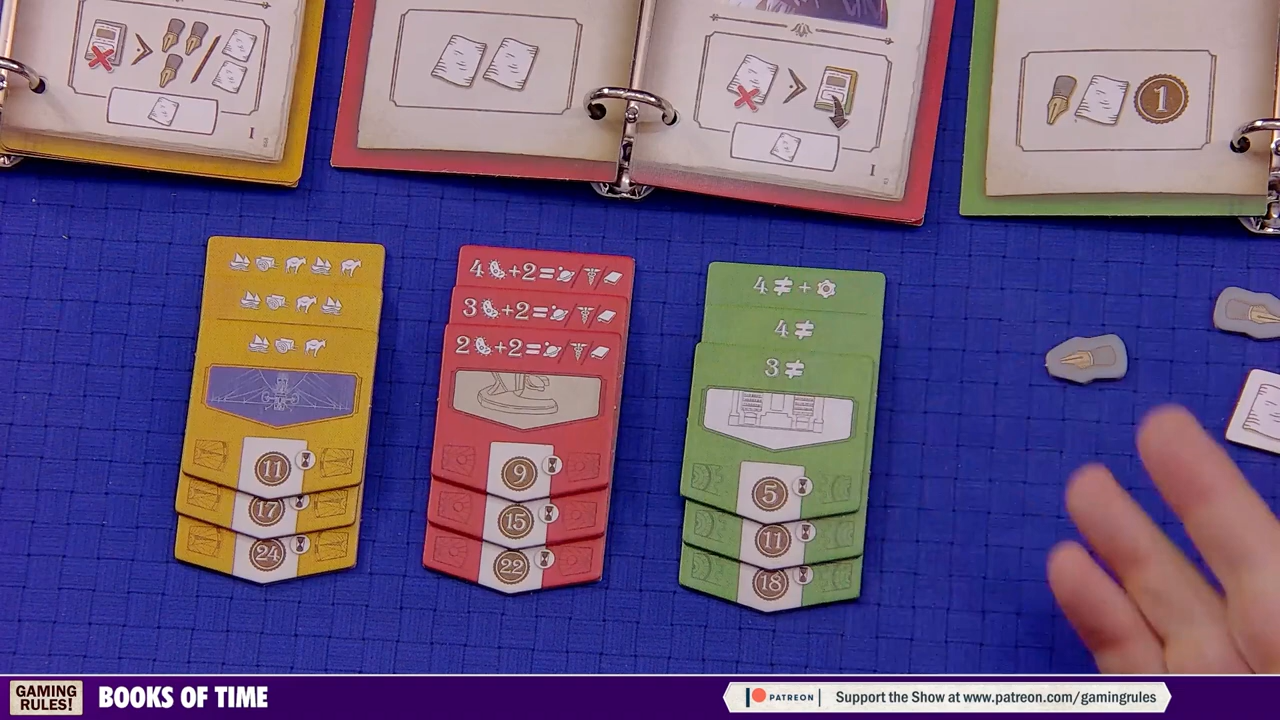 I
I
1
4 +2=
3 +2=
2 +2=
4≠ +
4≠
3≠
11
17
24
9
15
22
5
11
18
GAMING
RULES!
BOOKS OF TIME
PATREON
Support the Show at www.patreon.com/gamingrules